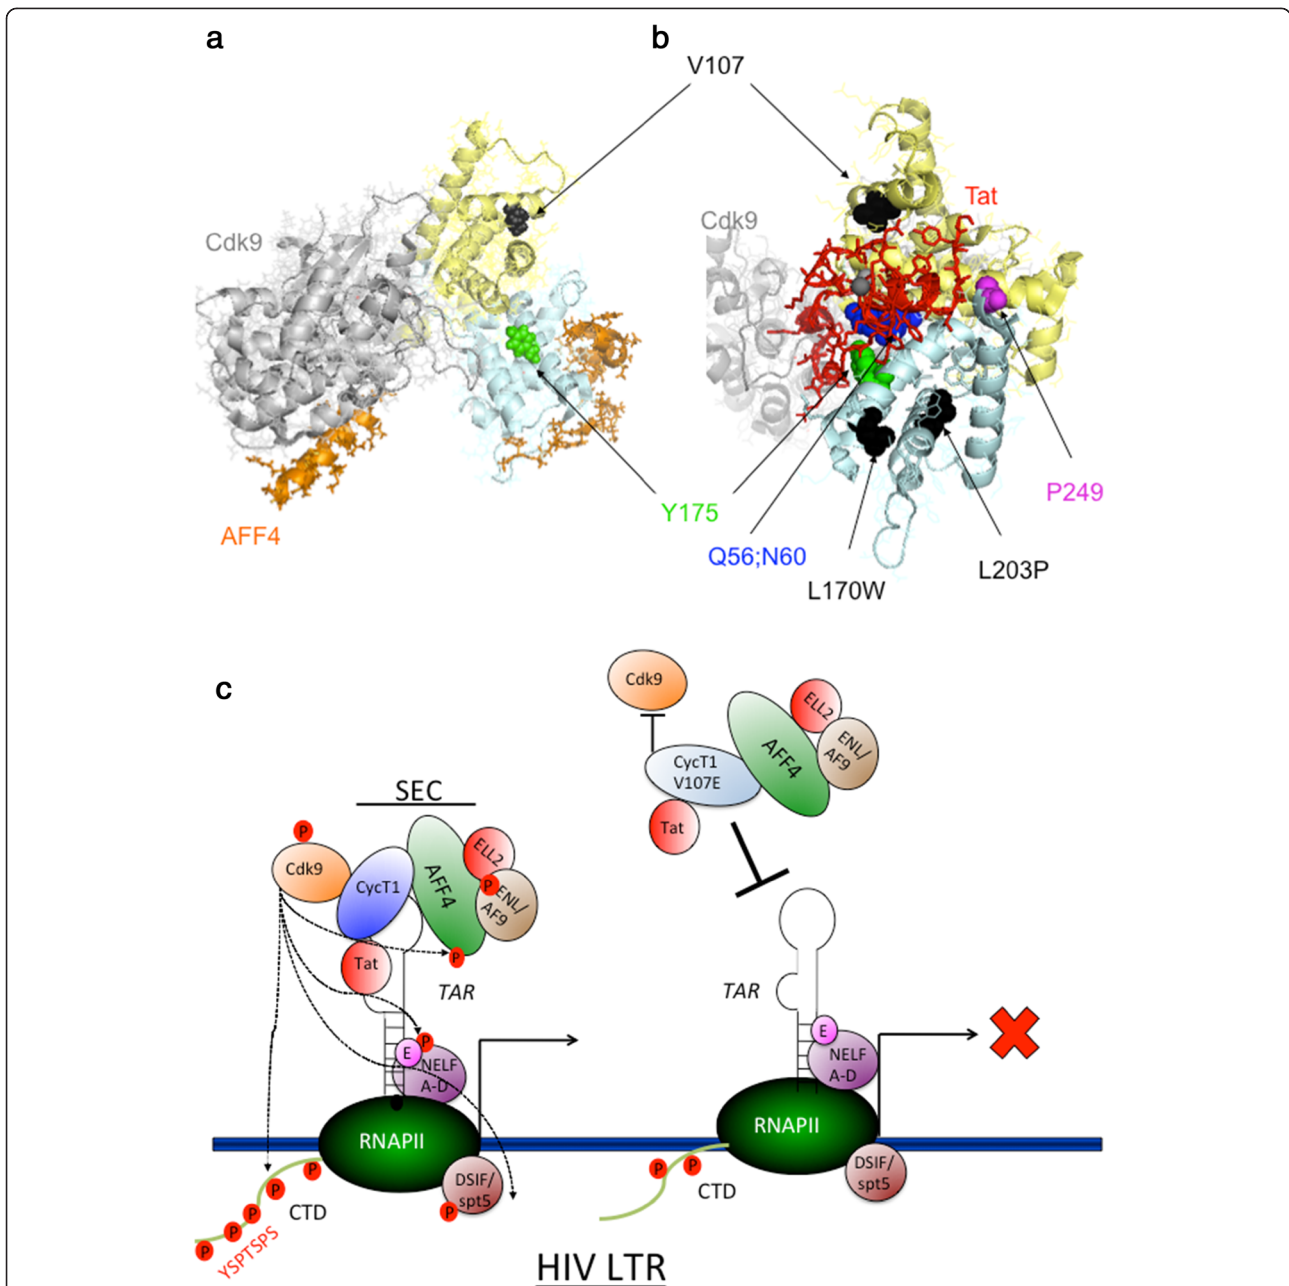 a
b
V107
Cdk9
AFF4
Y175
Cdk9
Tat
P249
Q56;N60
L170W
L203P
c
SEC
P
Cdk9
CycT1
AFF4
ELL2
P
ENL/
AF9
P
Tat
TAR
P
E
NELF
A-D
RNAPII
DSIF/
spt5
P
P
P
P
P
P
CTD
YSPTSPS
Cdk9
CycT1
V107E
Tat
AFF4
ELL2
ENL/
AF9
TAR
E
NELF
A-D
RNAPII
DSIF/
spt5
P
P
CTD
HIV LTR